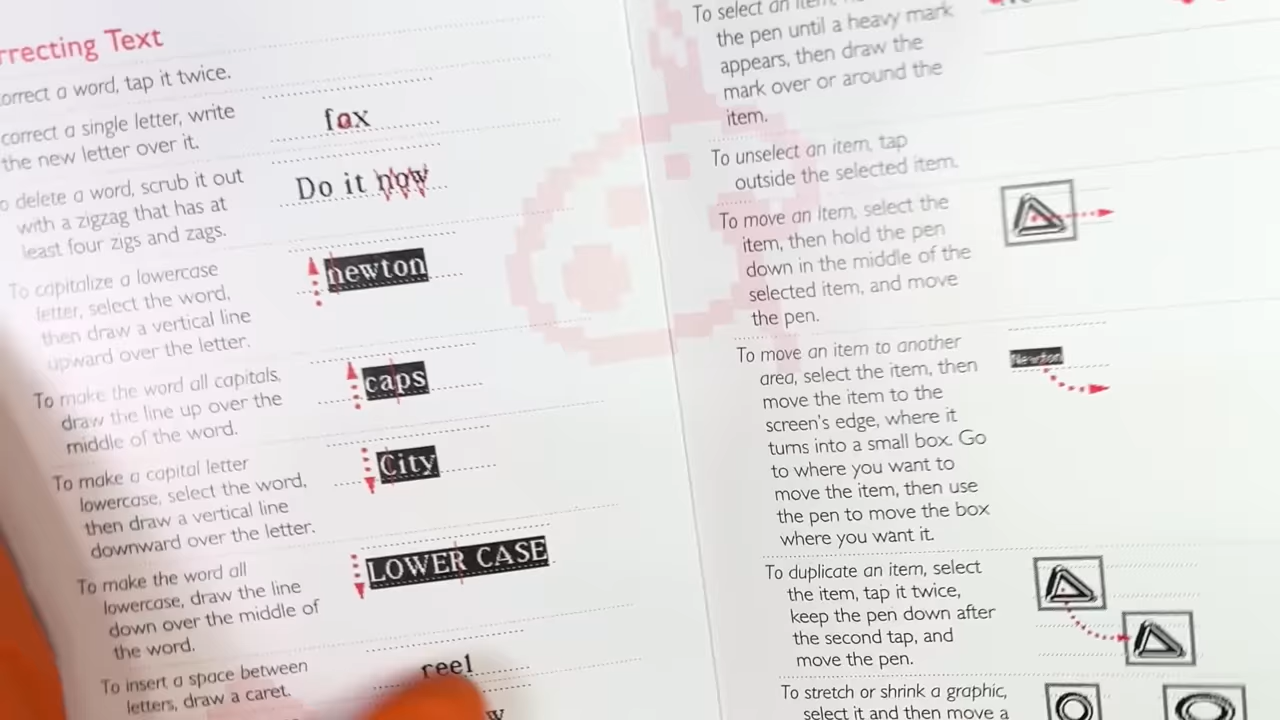 rrecting Text
orrect a word, tap it twice.
correct a single letter, write
the new letter over it.
fox
o delete a word, scrub it out
with a zigzag that has at
least four zigs and zags.
Do it now
To capitalize a lowercase
letter, select the word,
then draw a vertical line
upward over the letter.
newton
To make the word all capitals,
draw the line up over the
middle of the word.
caps
To make a capital letter
lowercase, select the word,
then draw a vertical line
downward over the letter.
City
To make the word all
lowercase, draw the line
down over the middle of
the word.
LOWER CASE
To insert a space between
letters, draw a caret.
reel
w
To select an item,
the pen until a heavy mark
appears, then draw the
mark over or around the
item.
To unselect an item, tap
outside the selected item.
To move an item, select the
item, then hold the pen
down in the middle of the
selected item, and move
the pen.
To move an item to another
area, select the item, then
move the item to the
screen's edge, where it
turns into a small box. Go
to where you want to
move the item, then use
the pen to move the box
where you want it.
Newton
To duplicate an item, select
the item, tap it twice,
keep the pen down after
the second tap, and
move the pen.
To stretch or shrink a graphic,
select it and then move a